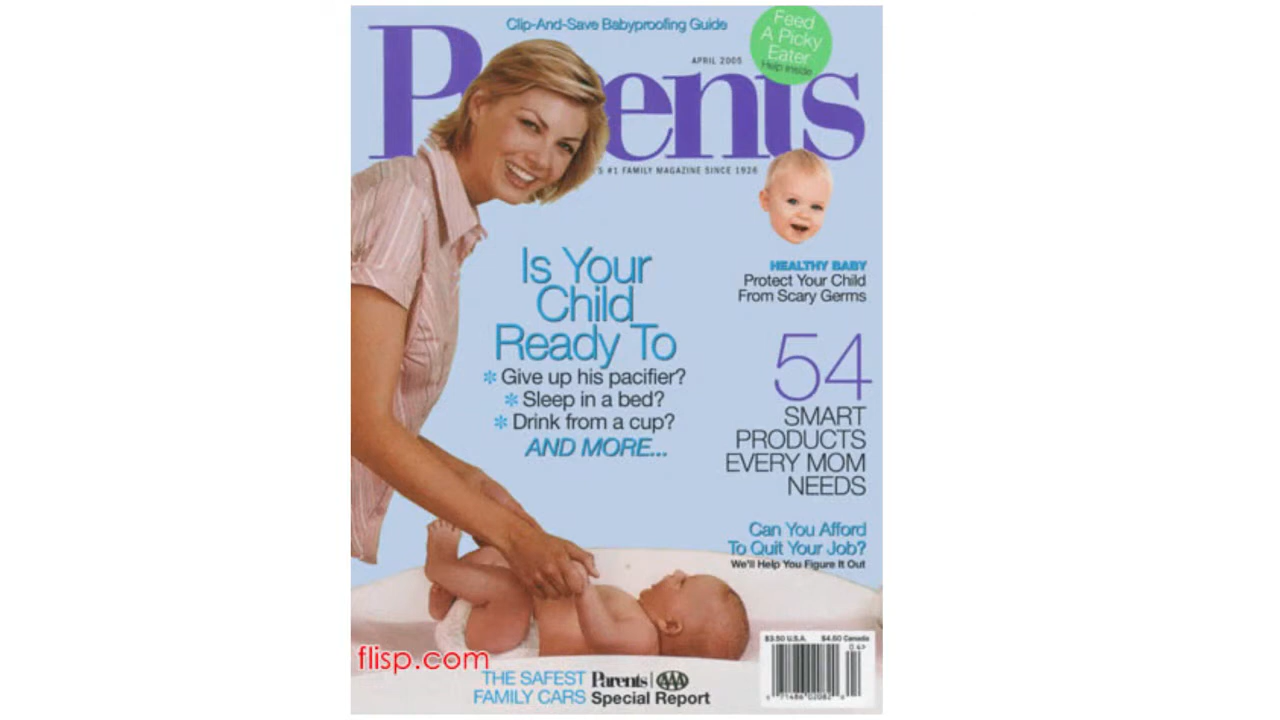 Clip-And-Save Babyproofing Guide
Feed
A Picky
Eater
Help Inside
APRIL 2005
Parents
'S #1 FAMILY MAGAZINE SINCE 1926
HEALTHY BABY
Protect Your Child
From Scary Germs
Is Your
Child
Ready To
* Give up his pacifier?
* Sleep in a bed?
* Drink from a cup?
AND MORE...
54
SMART
PRODUCTS
EVERY MOM
NEEDS
Can You Afford
To Quit Your Job?
We'll Help You Figure It Out
$3.50 U.S.A. $4.60 Canada
flisp.com
THE SAFEST
FAMILY CARS
Parents | AAA
Special Report